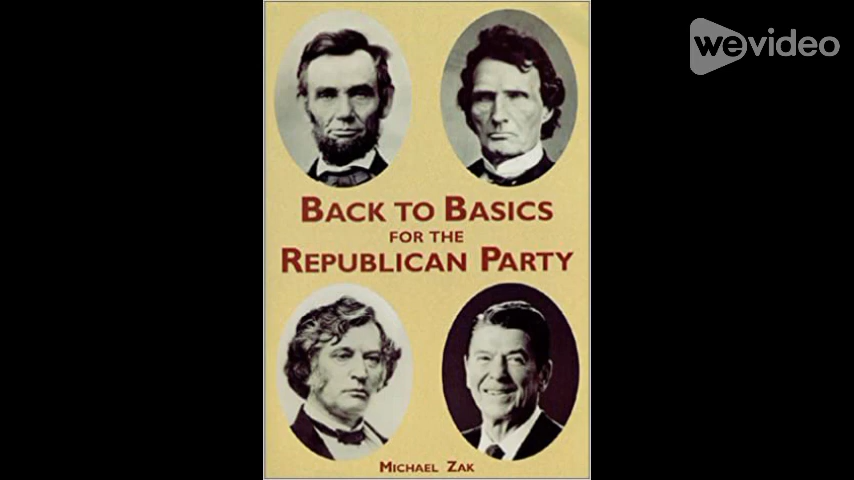 wevideo
BACK TO BASICS
FOR THE
REPUBLICAN PARTY
MICHAEL ZAK